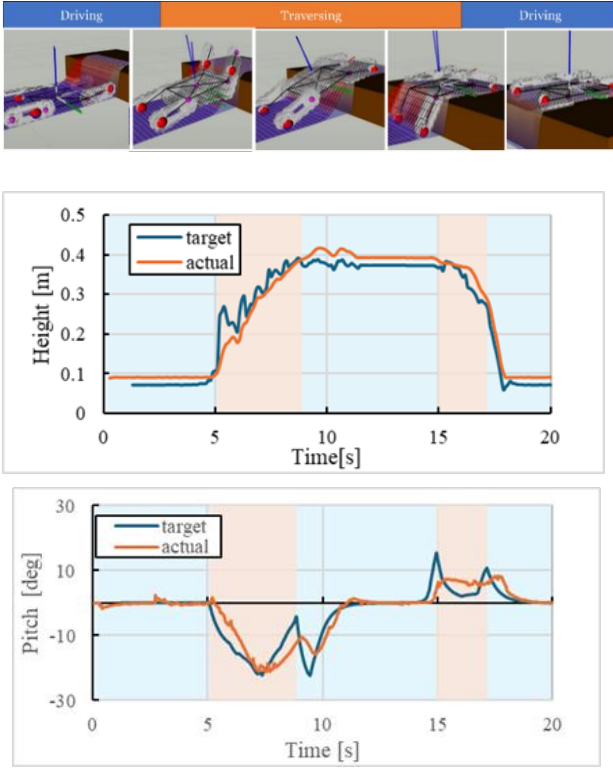 Driving Traversing Driving
0.5
0.4
0.3
0.2
0.1
0
Height [m]
target
actual
0 5 10 15 20
Time[s]
30
10
-10
-30
Pitch [deg]
target
actual
0 5 10 15 20
Time [s]